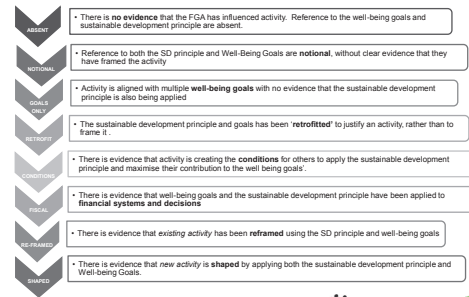 ABSENT
• There is no evidence that the FGA has influenced activity. Reference to the well-being goals and
sustainable development principle are absent.
NOTIONAL
• Reference to both the SD principle and Well-Being Goals are notional, without clear evidence that they
have framed the activity
GOALS
ONLY
• Activity is aligned with multiple well-being goals with no evidence that the sustainable development
principle is also being applied
RETROFIT
• The sustainable development principle and goals has been 'retrofitted' to justify an activity, rather than to
frame it .
CONDITIONS
• There is evidence that activity is creating the conditions for others to apply the sustainable development
principle and maximise their contribution to the well being goals'.
FISCAL
• There is evidence that well-being goals and the sustainable development principle have been applied to
financial systems and decisions
RE-FRAMED
• There is evidence that existing activity has been reframed using the SD principle and well-being goals
SHAPED
• There is evidence that new activity is shaped by applying both the sustainable development principle and
Well-being Goals.